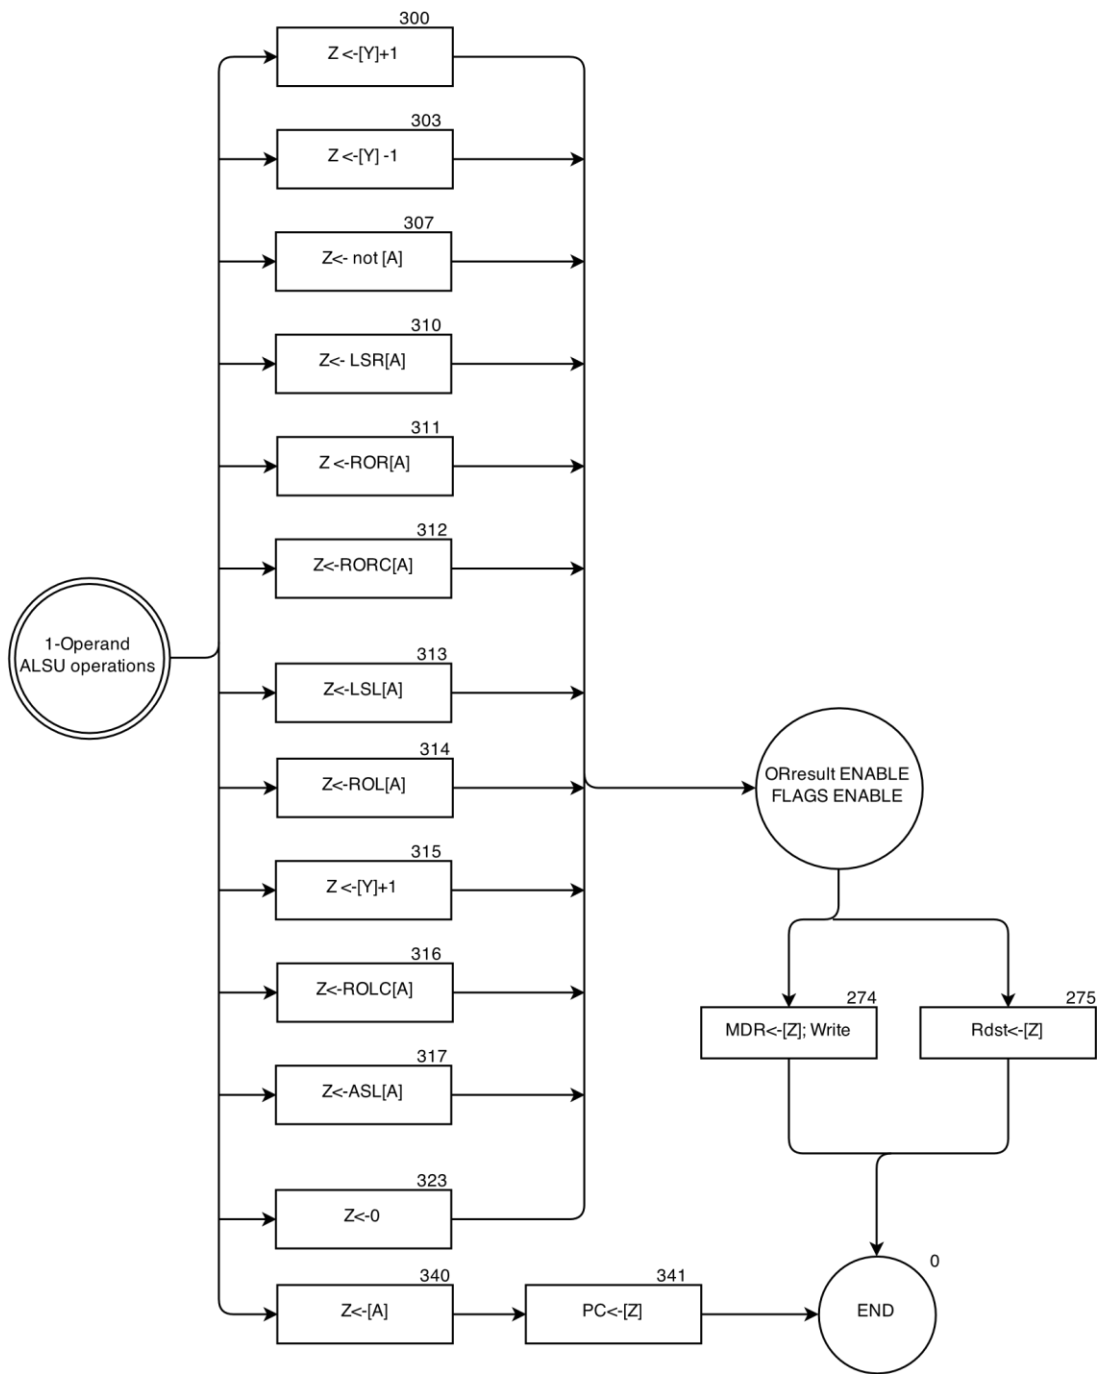 300
Z <-[Y]+1
303
Z <-[Y] -1
307
Z<- not [A]
310
Z<- LSR[A]
311
Z <-ROR[A]
312
Z<-RORC[A]
1-Operand
ALSU operations
313
Z<-LSL[A]
314
Z<-ROL[A]
ORresult ENABLE
FLAGS ENABLE
315
Z <-[Y]+1
316
Z<-ROLC[A]
274
MDR<-[Z]; Write
275
Rdst<-[Z]
317
Z<-ASL[A]
323
Z<-0
340
Z<-[A]
341
PC<-[Z]
0
END